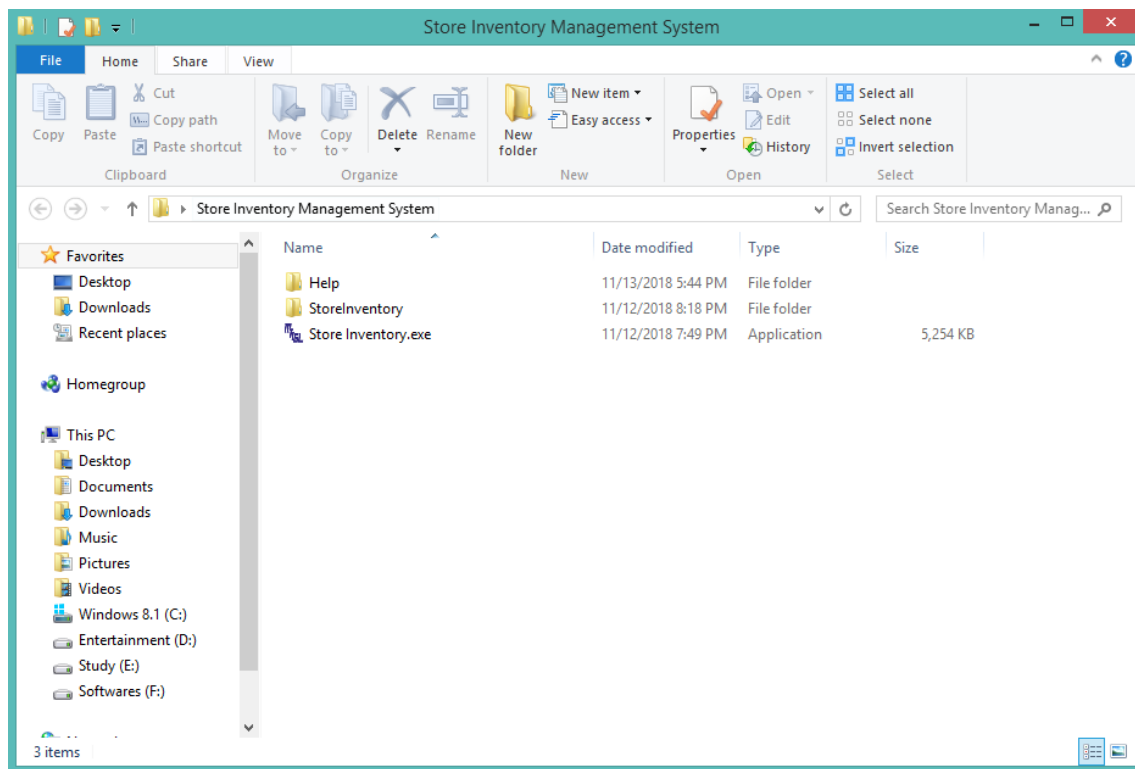 Store Inventory Management System
File Home Share View
Copy
Paste
Cut
Copy path
Paste shortcut
Clipboard
Move to
Copy to
Delete
Rename
Organize
New folder
New item
Easy access
New
Properties
Open
Edit
History
Open
Select all
Select none
Invert selection
Select
Store Inventory Management System
Search Store Inventory Manag...
Name Date modified Type Size
Help 11/13/2018 5:44 PM File folder
StoreInventory 11/12/2018 8:18 PM File folder
Store Inventory.exe 11/12/2018 7:49 PM Application 5,254 KB
Favorites
Desktop
Downloads
Recent places
Homegroup
This PC
Desktop
Documents
Downloads
Music
Pictures
Videos
Windows 8.1 (C:)
Entertainment (D:)
Study (E:)
Softwares (F:)
3 items